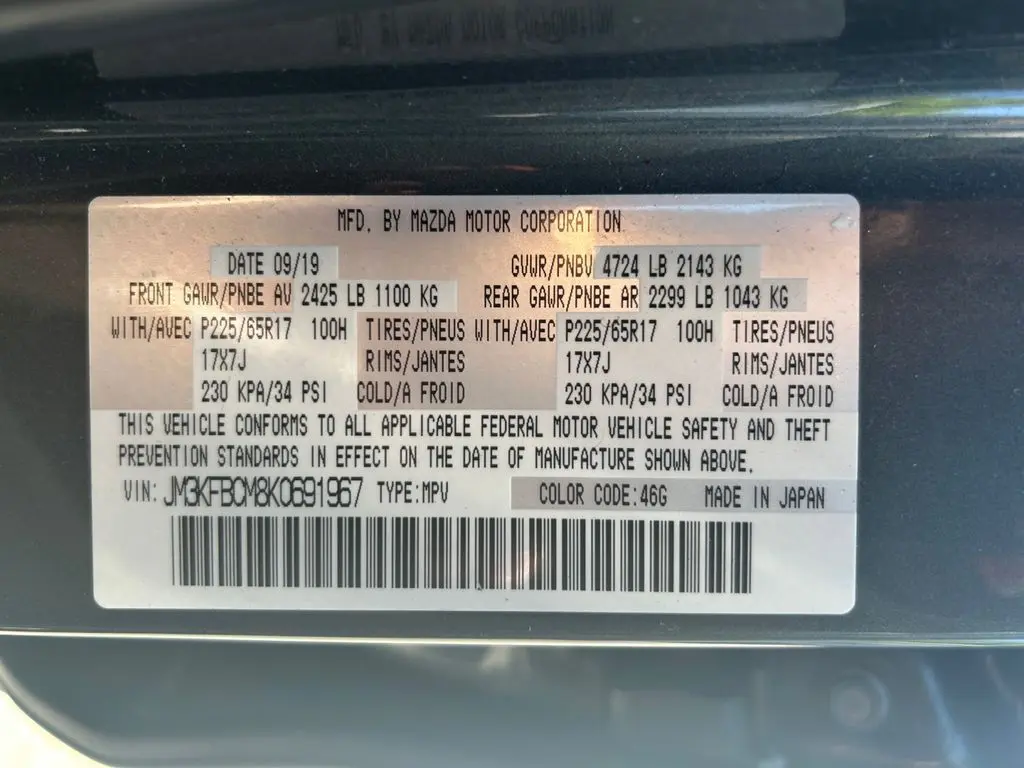 MFD. BY MAZDA MOTOR CORPORATION
DATE 09/19 GVWR/PNBV 4724 LB 2143 KG
FRONT GAWR/PNBE AV 2425 LB 1100 KG REAR GAWR/PNBE AR 2299 LB 1043 KG
WITH/AVEC P225/65R17 100H TIRES/PNEUS WITH/AVEC P225/65R17 100H TIRES/PNEUS
17X7J RIMS/JANTES 17X7J RIMS/JANTES
230 KPA/34 PSI COLD/A FROID 230 KPA/34 PSI COLD/A FROID
THIS VEHICLE CONFORMS TO ALL APPLICABLE FEDERAL MOTOR VEHICLE SAFETY AND THEFT
PREVENTION STANDARDS IN EFFECT ON THE DATE OF MANUFACTURE SHOWN ABOVE.
VIN: JM3KFBCM8K0691967 TYPE:MPV COLOR CODE:46G MADE IN JAPAN